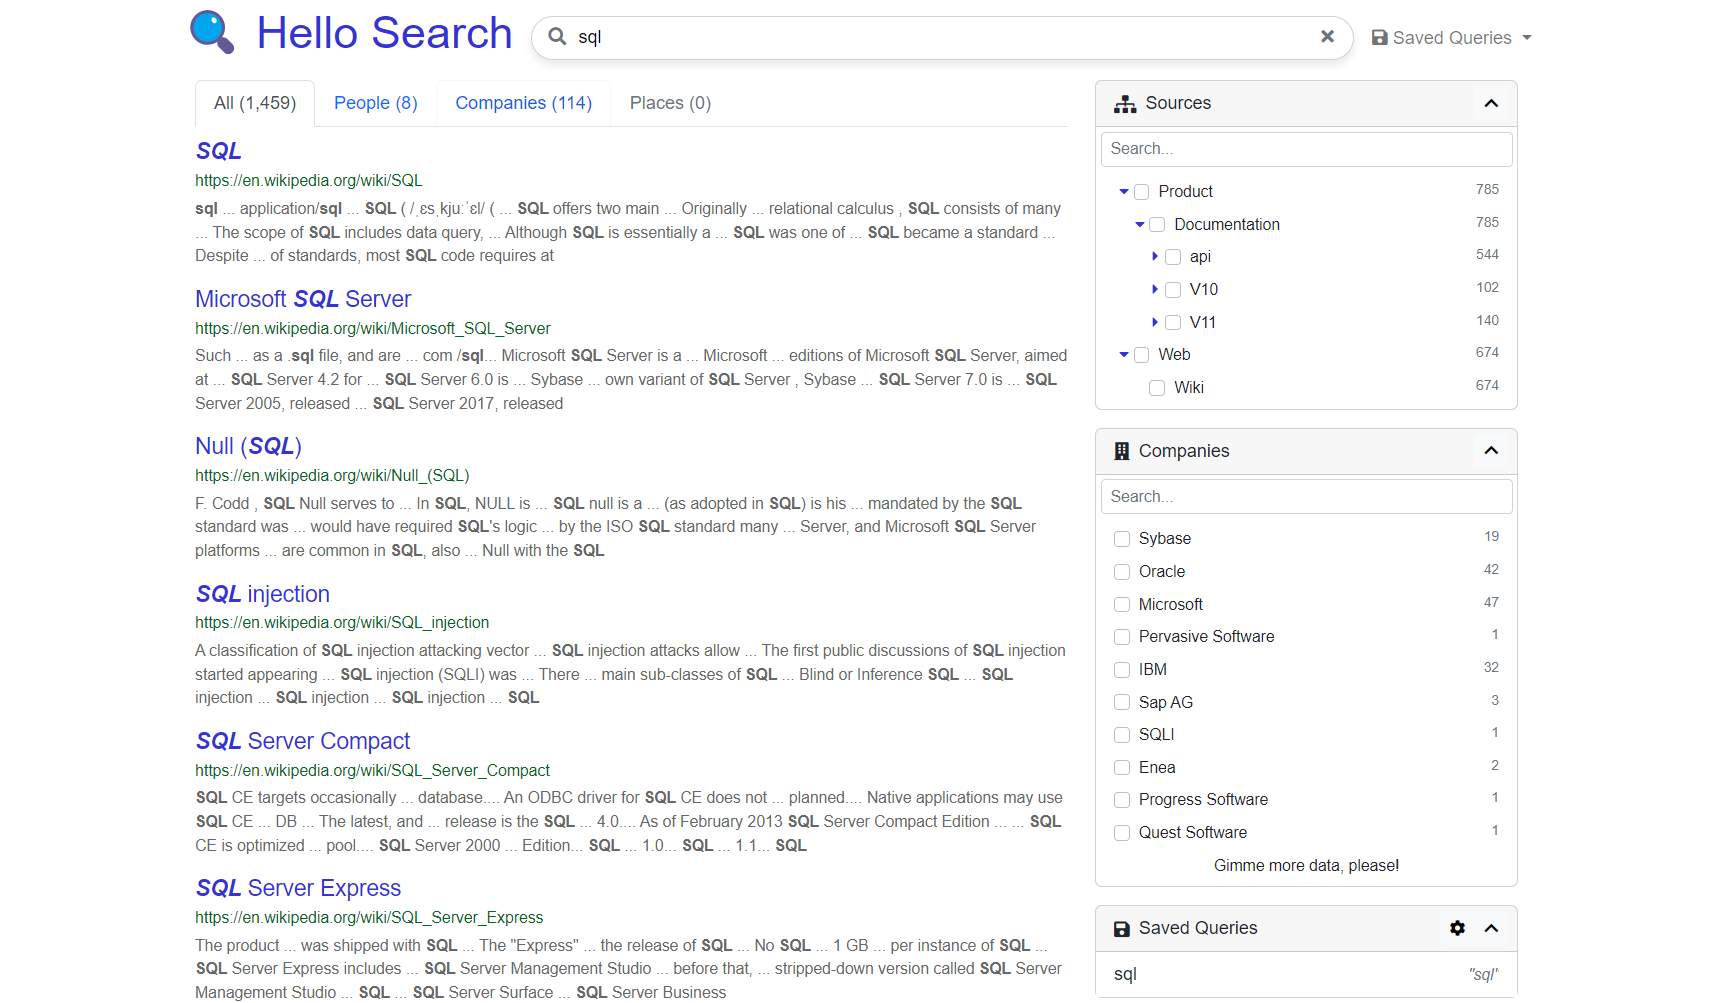 Hello Search
sql
Saved Queries
All (1,459)
People (8)
Companies (114)
Places (0)
SQL
https://en.wikipedia.org/wiki/SQL
sql ... application/sql ... SQL ( /ˌɛsˌkjuːˈɛl/ ( ... SQL offers two main ... Originally ... relational calculus , SQL consists of many
... The scope of SQL includes data query, ... Although SQL is essentially a ... SQL was one of ... SQL became a standard ...
Despite ... of standards, most SQL code requires at
Microsoft SQL Server
https://en.wikipedia.org/wiki/Microsoft_SQL_Server
Such ... as a .sql file, and are ... com /sql... Microsoft SQL Server is a ... Microsoft ... editions of Microsoft SQL Server, aimed
at ... SQL Server 4.2 for ... SQL Server 6.0 is ... Sybase ... own variant of SQL Server , Sybase ... SQL Server 7.0 is ... SQL
Server 2005, released ... SQL Server 2017, released
Null (SQL)
https://en.wikipedia.org/wiki/Null_(SQL)
F. Codd , SQL Null serves to ... In SQL, NULL is ... SQL null is a ... (as adopted in SQL) is his ... mandated by the SQL
standard was ... would have required SQL's logic ... by the ISO SQL standard many ... Server, and Microsoft SQL Server
platforms ... are common in SQL, also ... Null with the SQL
SQL injection
https://en.wikipedia.org/wiki/SQL_injection
A classification of SQL injection attacking vector ... SQL injection attacks allow ... The first public discussions of SQL injection
started appearing ... SQL injection (SQLI) was ... There ... main sub-classes of SQL ... Blind or Inference SQL ... SQL
injection ... SQL injection ... SQL injection ... SQL
SQL Server Compact
https://en.wikipedia.org/wiki/SQL_Server_Compact
SQL CE targets occasionally ... database.... An ODBC driver for SQL CE does not ... planned.... Native applications may use
SQL CE ... DB ... The latest, and ... release is the SQL ... 4.0.... As of February 2013 SQL Server Compact Edition ... ... SQL
CE is optimized ... pool.... SQL Server 2000 ... Edition... SQL ... 1.0... SQL ... 1.1... SQL
SQL Server Express
https://en.wikipedia.org/wiki/SQL_Server_Express
The product ... was shipped with SQL ... The "Express" ... the release of SQL ... No SQL ... 1 GB ... per instance of SQL ...
SQL Server Express includes ... SQL Server Management Studio ... before that, ... stripped-down version called SQL Server
Management Studio ... SQL ... SQL Server Surface ... SQL Server Business
Sources
Search...
Product 785
Documentation 785
api 544
V10 102
V11 140
Web 674
Wiki 674
Companies
Search...
Sybase 19
Oracle 42
Microsoft 47
Pervasive Software 1
IBM 32
Sap AG 3
SQLI 1
Enea 2
Progress Software 1
Quest Software 1
Gimme more data, please!
Saved Queries
sql "sql"